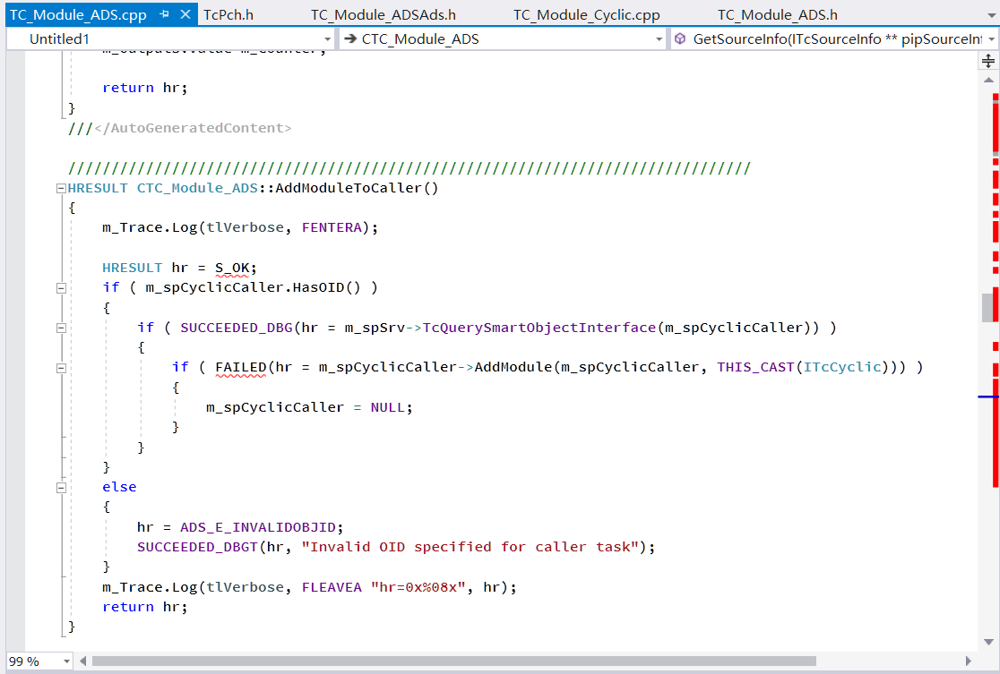 TC_Module_ADS.cpp TcPch.h TC_Module_ADSAds.h TC_Module_Cyclic.cpp TC_Module_ADS.h
Untitled1 CTC_Module_ADS GetSourceInfo(ITcSourceInfo ** pipSourceInf
return hr;
}
///</AutoGeneratedContent>
///////////////////////////////////////////////////////////////////////////////
HRESULT CTC_Module_ADS::AddModuleToCaller()
{
m_Trace.Log(tlVerbose, FENTERA);
HRESULT hr = S_OK;
if ( m_spCyclicCaller.HasOID() )
{
if ( SUCCEEDED_DBG(hr = m_spSrv->TcQuerySmartObjectInterface(m_spCyclicCaller)) )
{
if ( FAILED(hr = m_spCyclicCaller->AddModule(m_spCyclicCaller, THIS_CAST(ITcCyclic))) )
{
m_spCyclicCaller = NULL;
}
}
}
else
{
hr = ADS_E_INVALIDOBJID;
SUCCEEDED_DBGT(hr, "Invalid OID specified for caller task");
}
m_Trace.Log(tlVerbose, FLEAVEA "hr=0x%08x", hr);
return hr;
}
99 %